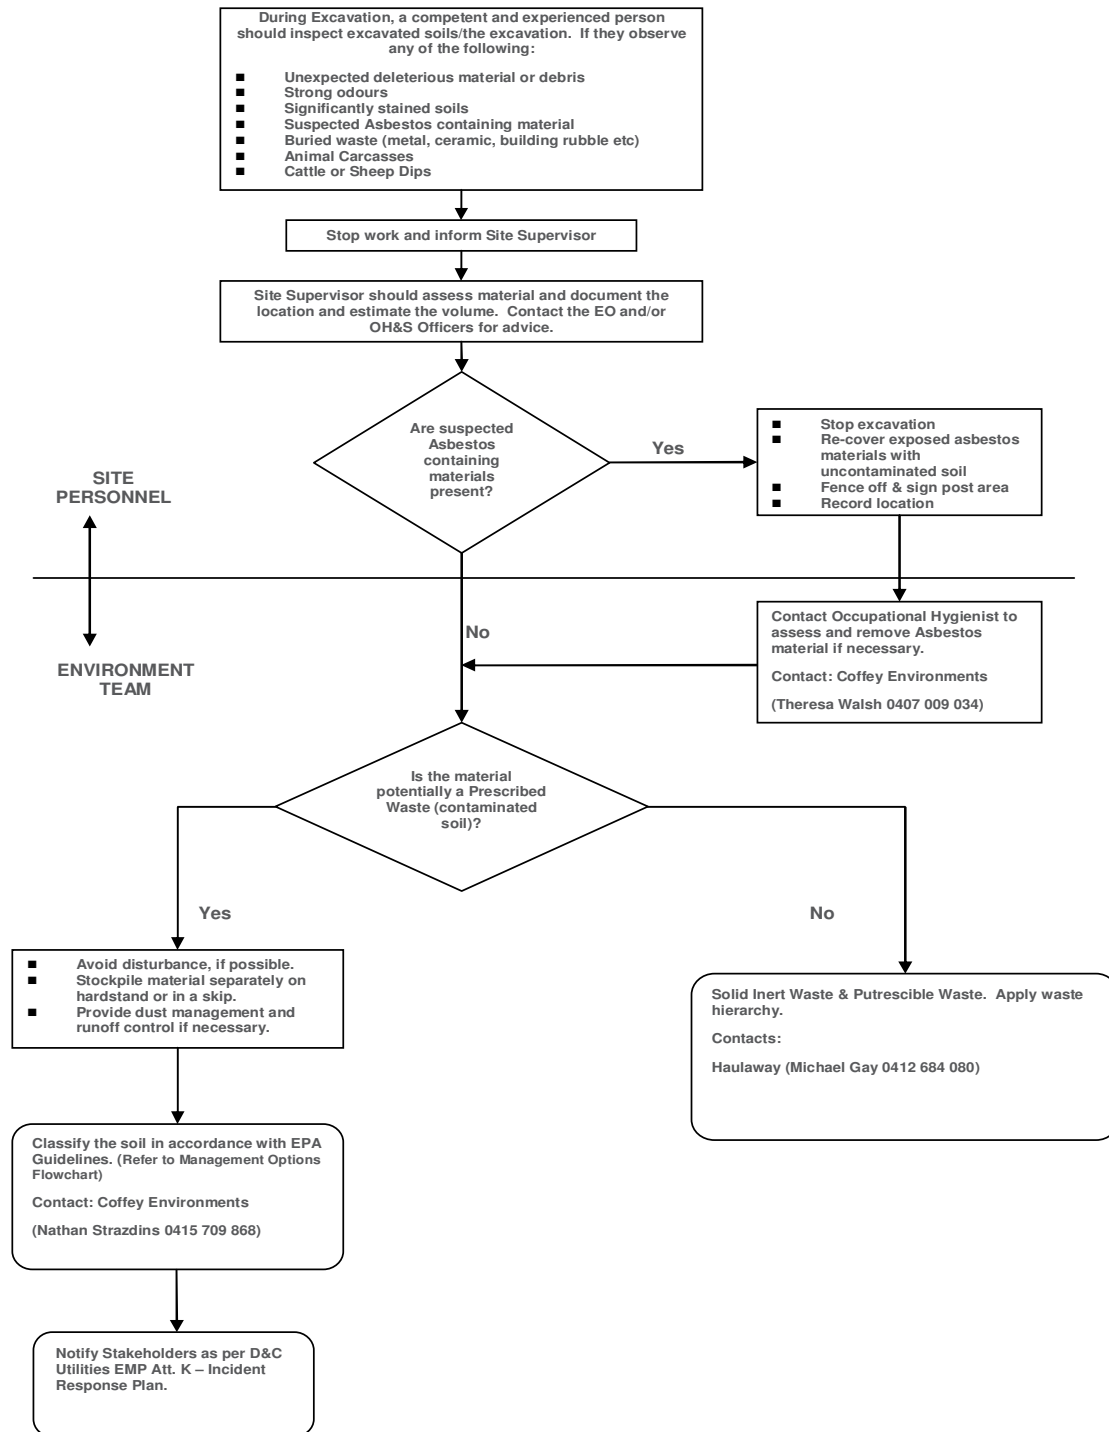 During Excavation, a competent and experienced person
should inspect excavated soils/the excavation. If they observe
any of the following:
■ Unexpected deleterious material or debris
■ Strong odours
■ Significantly stained soils
■ Suspected Asbestos containing material
■ Buried waste (metal, ceramic, building rubble etc)
■ Animal Carcasses
■ Cattle or Sheep Dips
Stop work and inform Site Supervisor
Site Supervisor should assess material and document the
location and estimate the volume. Contact the EO and/or
OH&S Officers for advice.
Are suspected
Asbestos
containing
materials
present?
Yes
■ Stop excavation
■ Re-cover exposed asbestos
materials with
uncontaminated soil
■ Fence off & sign post area
■ Record location
SITE
PERSONNEL
ENVIRONMENT
TEAM
No
Contact Occupational Hygienist to
assess and remove Asbestos
material if necessary.
Contact: Coffey Environments
(Theresa Walsh 0407 009 034)
Is the material
potentially a Prescribed
Waste (contaminated
soil)?
Yes
No
■ Avoid disturbance, if possible.
■ Stockpile material separately on
hardstand or in a skip.
■ Provide dust management and
runoff control if necessary.
Solid Inert Waste & Putrescible Waste. Apply waste
hierarchy.
Contacts:
Haulaway (Michael Gay 0412 684 080)
Classify the soil in accordance with EPA
Guidelines. (Refer to Management Options
Flowchart)
Contact: Coffey Environments
(Nathan Strazdins 0415 709 868)
Notify Stakeholders as per D&C
Utilities EMP Att. K – Incident
Response Plan.